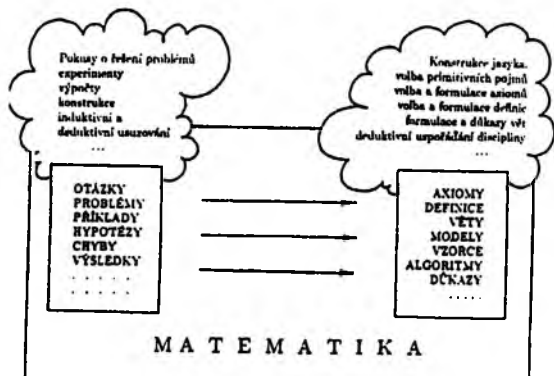 Pokusy o řešení problémů
experimenty
výpočty
konstrukce
induktivní a
deduktivní usuzování
...
Konstrukce jazyka,
volba primitivních pojmů
volba a formulace axiomů
volba a formulace definic
formulace a důkazy vět
deduktivní uspořádání disciplíny
...
OTÁZKY
PROBLÉMY
PŘÍKLADY
HYPOTÉZY
CHYBY
VÝSLEDKY
. . . . .
. . . . .
AXIOMY
DEFINICE
VĚTY
MODELY
VZORCE
ALGORITMY
DŮKAZY
.....
MATEMATIKA